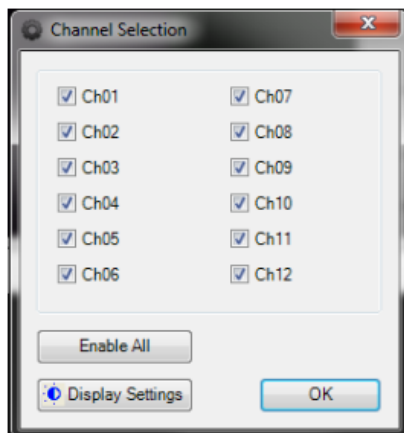 Channel Selection
Ch01
Ch02
Ch03
Ch04
Ch05
Ch06
Ch07
Ch08
Ch09
Ch10
Ch11
Ch12
Enable All
Display Settings
OK